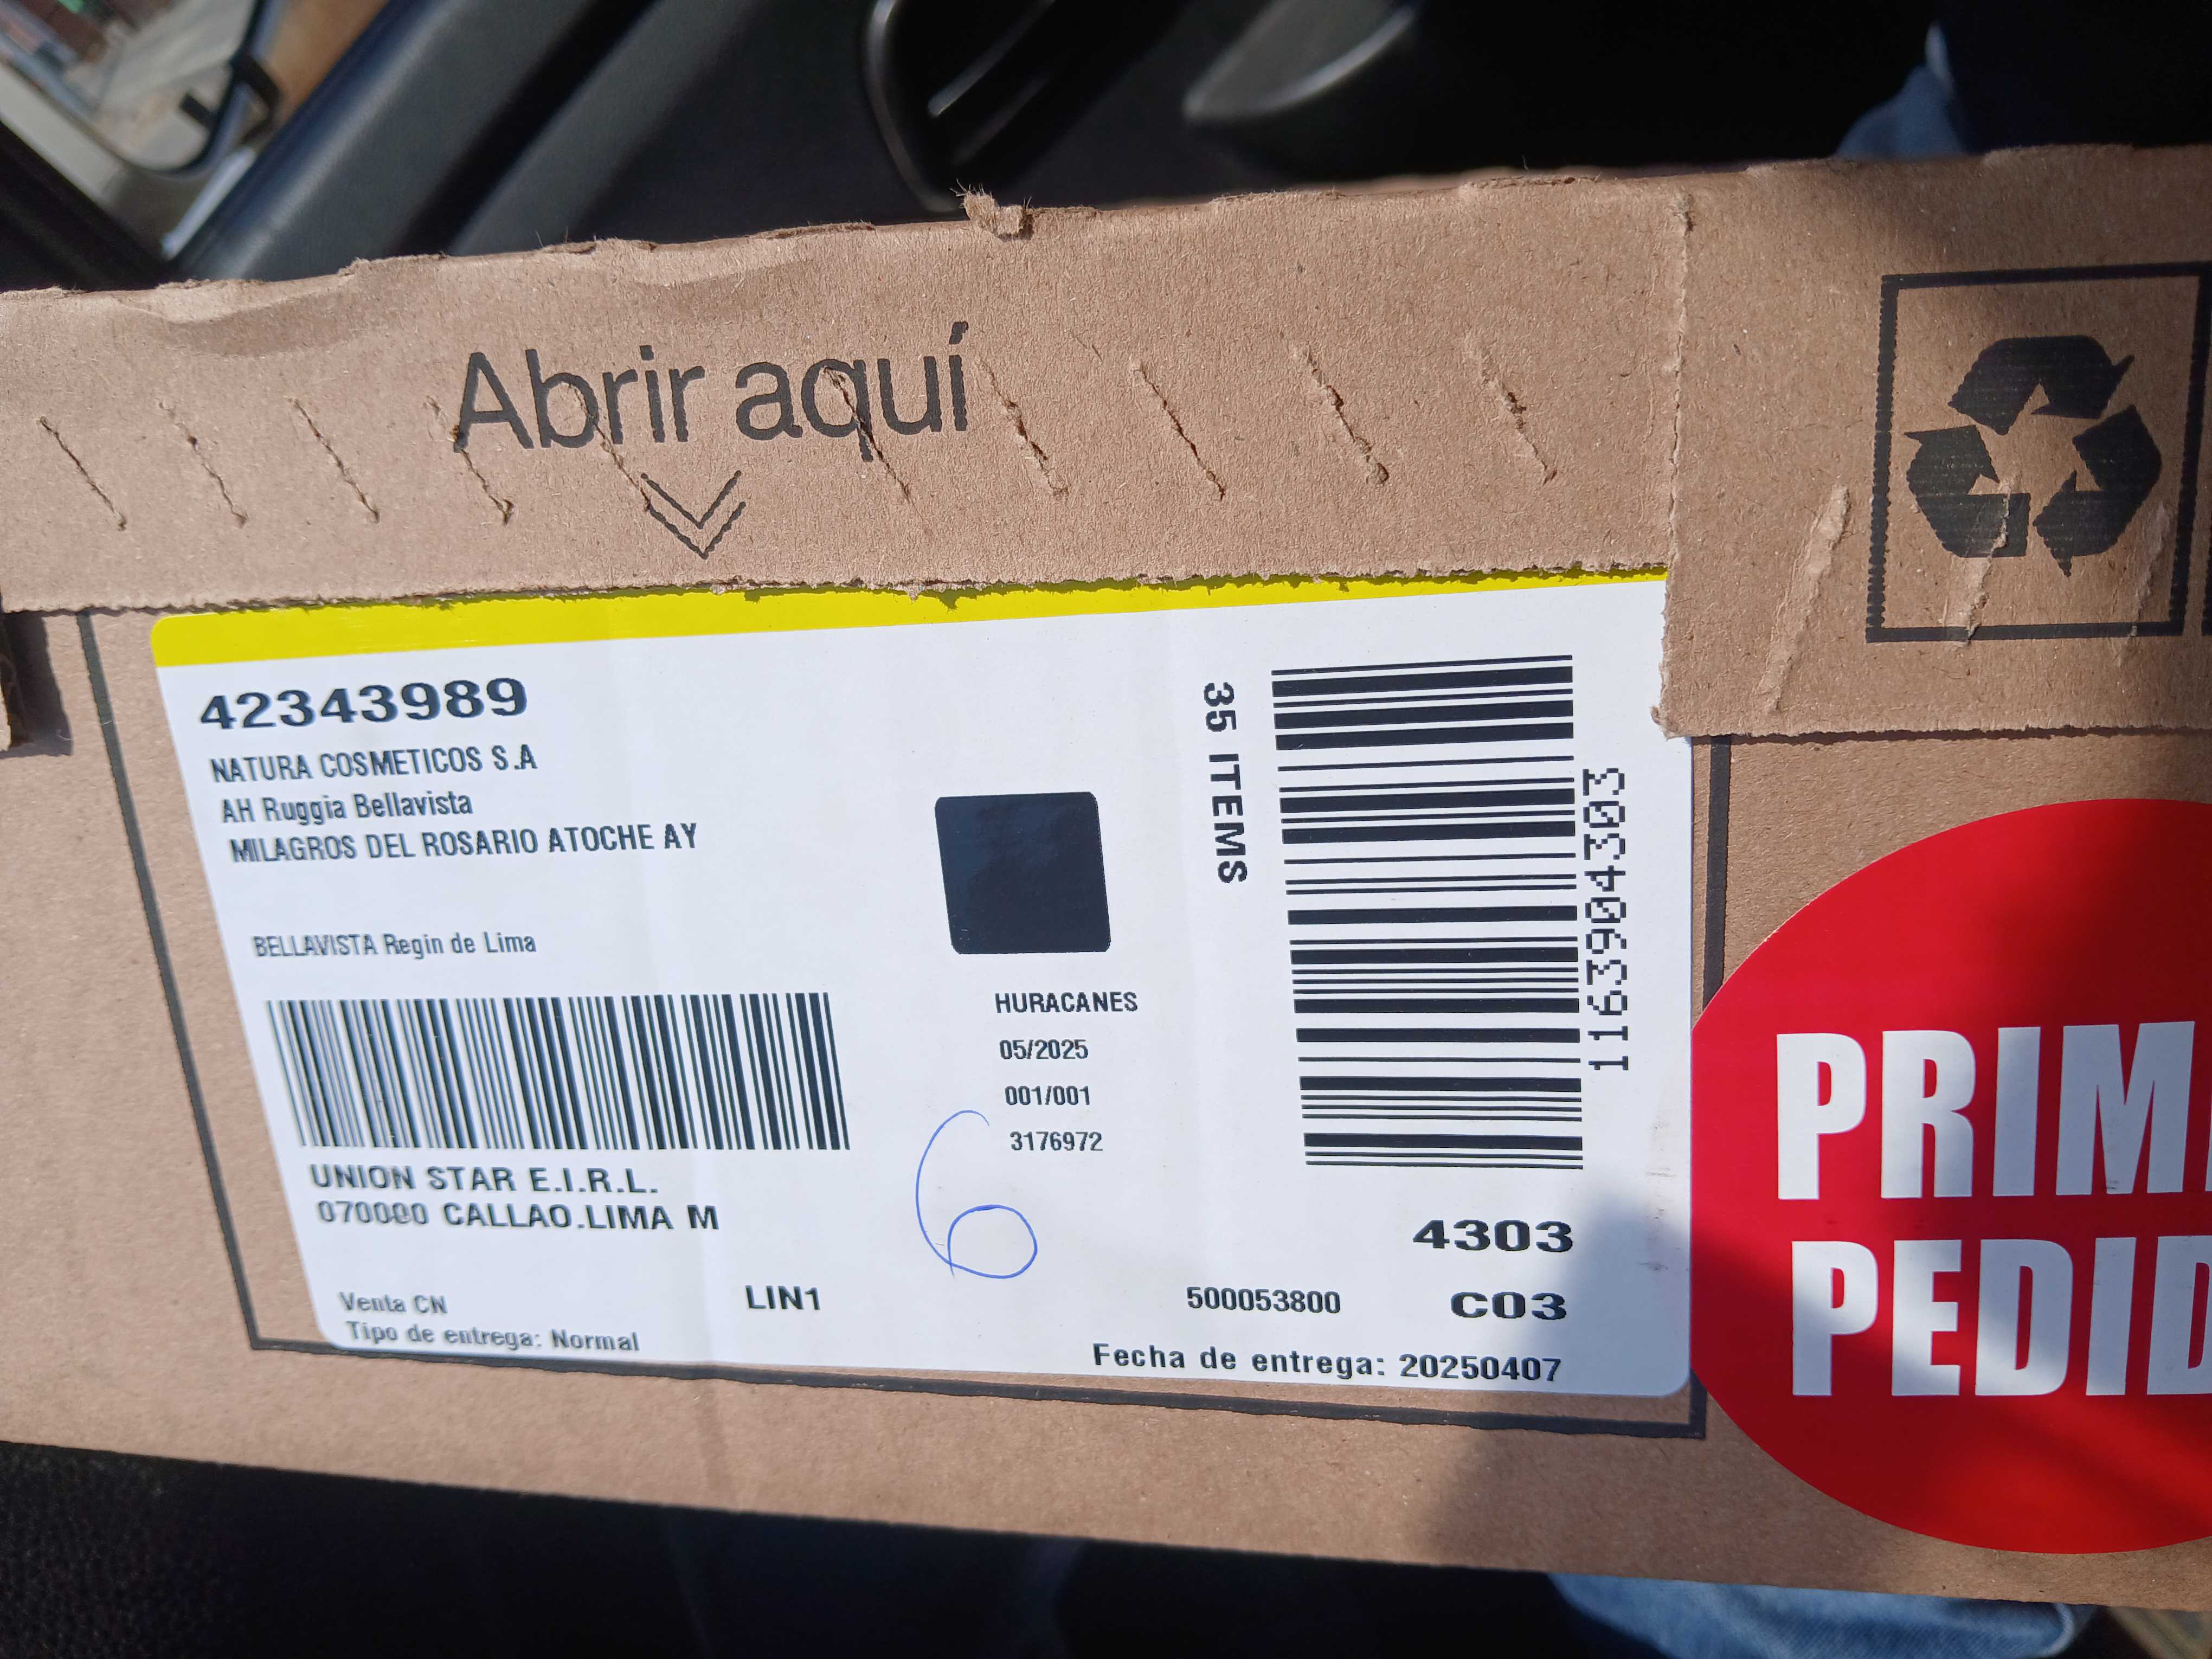 Abrir aquí
42343989
NATURA COSMETICOS S.A
AH Ruggia Bellavista
MILAGROS DEL ROSARIO ATOCHE AY
BELLAVISTA Regin de Lima
35 ITEMS
1163904303
HURACANES
05/2025
001/001
3176972
6
UNION STAR E.I.R.L.
070000 CALLAO.LIMA M
4303
Venta CN
LIN1
500053800
C03
Tipo de entrega: Normal
Fecha de entrega: 20250407
PRIM
PEDID